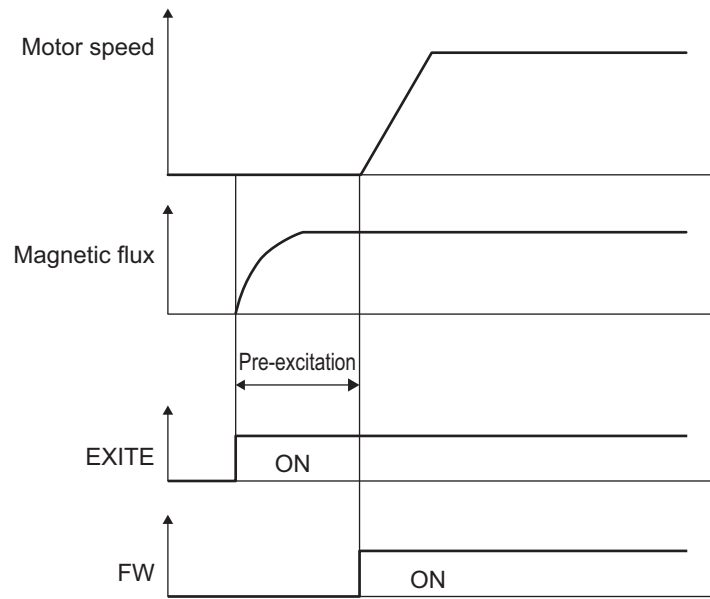 Motor speed
Magnetic flux
Pre-excitation
EXITE
ON
FW
ON